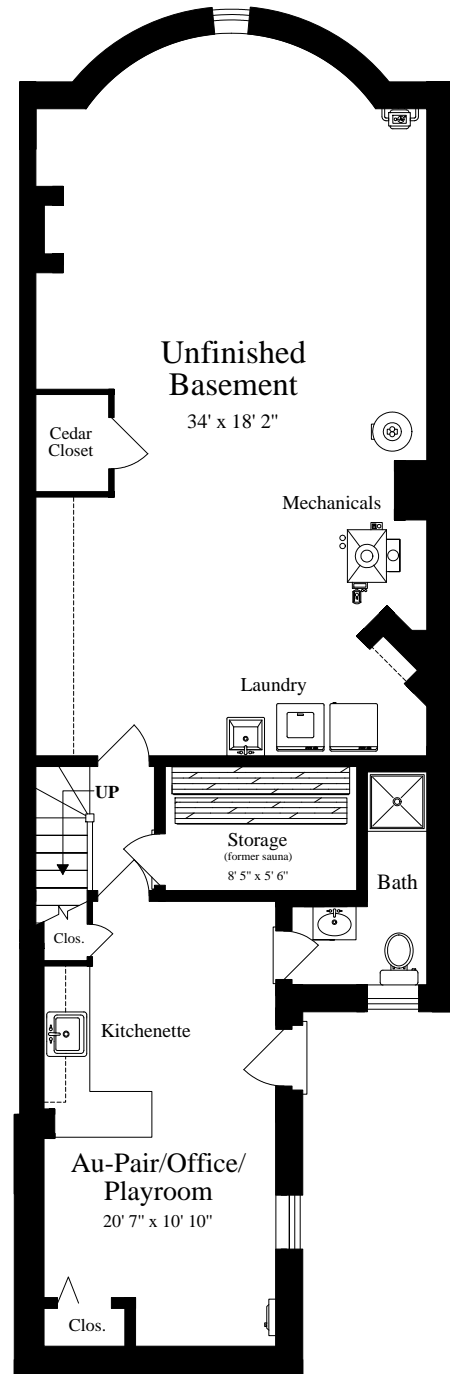 Unfinished
Basement
34' x 18' 2"
Cedar
Closet
Mechanicals
Laundry
UP
Storage
(former sauna)
8' 5" x 5' 6"
Bath
Clos.
Kitchenette
Au-Pair/Office/
Playroom
20' 7" x 10' 10"
Clos.